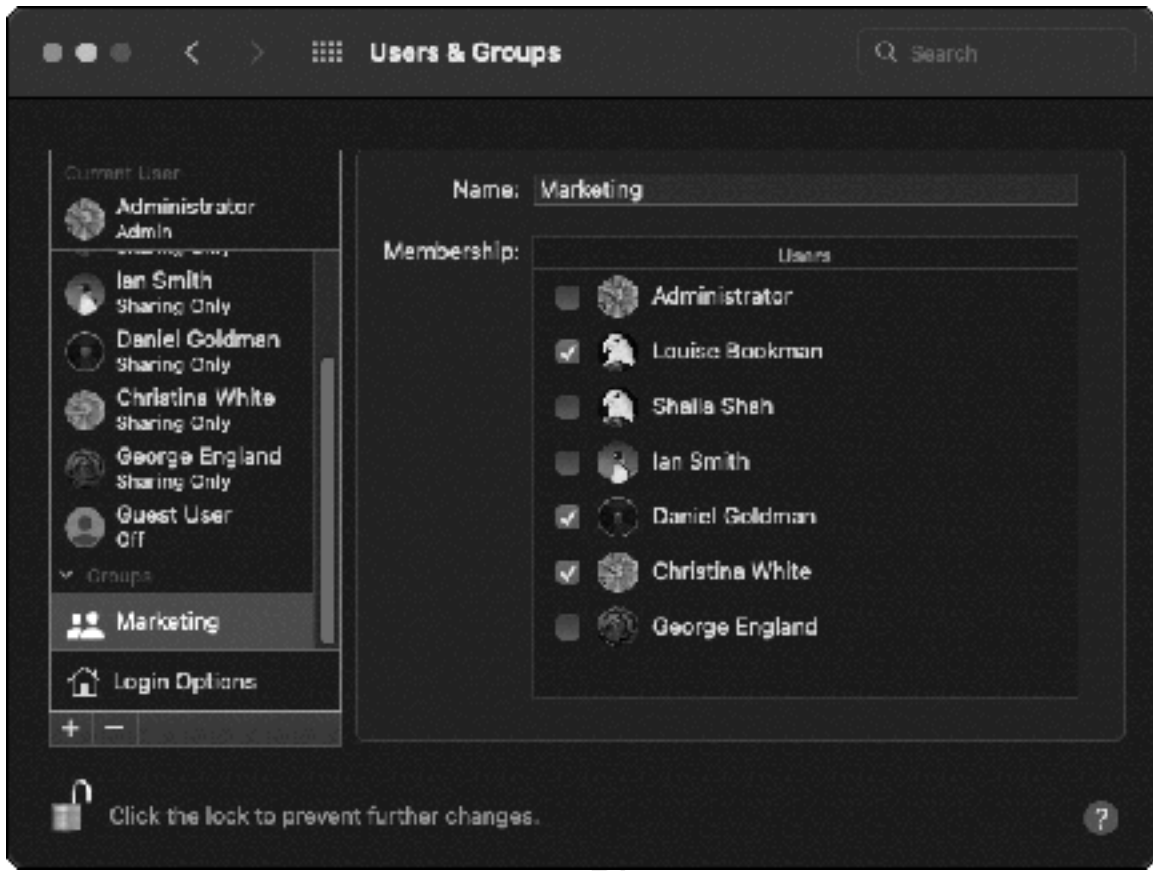 Users & Groups
Search
Current User
Administrator
Admin
Sharing Only
Ian Smith
Sharing Only
Daniel Goldman
Sharing Only
Christina White
Sharing Only
George England
Sharing Only
Guest User
Off
Groups
Marketing
Login Options
Name: Marketing
Membership:
Users
Administrator
Louise Bookman
Sheila Shah
Ian Smith
Daniel Goldman
Christina White
George England
Click the lock to prevent further changes.
?